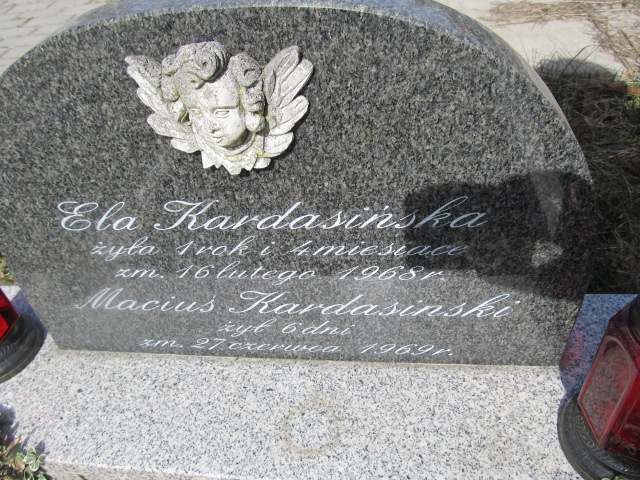 Ela Kardasińska
żyła 1 rok i 4 miesiące
zm. 16 lutego 1968 r.
Maciuś Kardasinski
żył 6 dni
zm. 27 czerwca 1969 r.